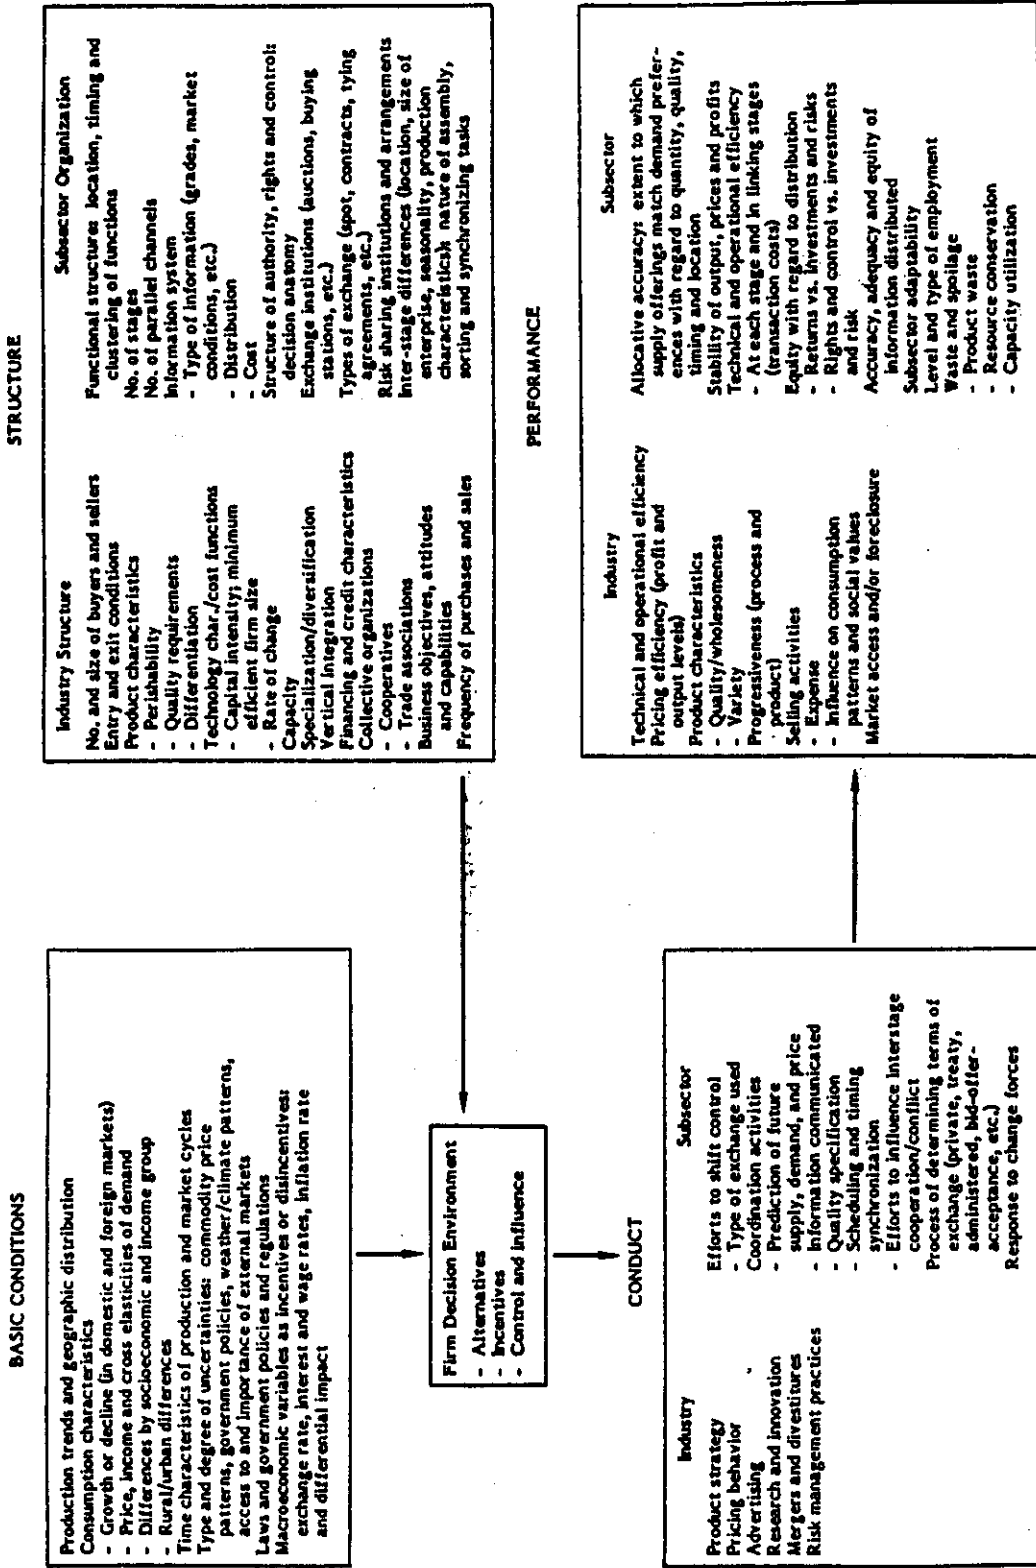 BASIC CONDITIONS
Production trends and geographic distribution
Consumption characteristics
- Growth or decline (in domestic and foreign markets)
- Price, income and cross elasticities of demand
- Differences by socioeconomic and income group
- Rural/urban differences
Time characteristics of production and market cycles
Type and degree of uncertainties: commodity price
patterns, government policies, weather/climate patterns,
access to and importance of external markets
Laws and government policies and regulations
Macroeconomic variables as incentives or disincentives:
exchange rate, interest and wage rates, inflation rate
and differential impact
STRUCTURE
Industry Structure
No. and size of buyers and sellers
Entry and exit conditions
Product characteristics
- Perishability
- Quality requirements
- Differentiation
Technology char./cost functions
- Capital intensity; minimum
efficient firm size
- Rate of change
Capacity
Specialization/diversification
Vertical integration
Financing and credit characteristics
Collective organizations
- Cooperatives
- Trade associations
Business objectives, attitudes
and capabilities
Frequency of purchases and sales
Subsector Organization
Functional structure: location, timing and
clustering of functions
No. of stages
No. of parallel channels
Information system
- Type of information (grades, market
conditions, etc.)
- Distribution
- Cost
Structure of authority, rights and control:
decision anatomy
Exchange institutions (auctions, buying
stations, etc.)
Types of exchange (spot, contracts, tying
agreements, etc.)
Risk sharing institutions and arrangements
Inter-stage differences (location, size of
enterprise, seasonality, production
characteristics); nature of assembly,
sorting and synchronizing tasks
Firm Decision Environment
- Alternatives
- Incentives
- Control and influence
CONDUCT
Industry
Product strategy
Pricing behavior
Advertising
Research and innovation
Mergers and divestitures
Risk management practices
Subsector
Efforts to shift control
- Type of exchange used
Coordination activities
- Prediction of future
supply, demand, and price
- Information communicated
- Quality specification
- Scheduling and timing
synchronization
- Efforts to influence interstage
cooperation/conflict
Process of determining terms of
exchange (private, treaty,
administered, bid-offer-
acceptance, etc.)
Response to change forces
PERFORMANCE
Industry
Technical and operational efficiency
Pricing efficiency (profit and
output levels)
Product characteristics
- Quality/wholesomeness
- Variety
Progressiveness (process and
product)
Selling activities
- Expense
- Influence on consumption
patterns and social values
Market access and/or foreclosure
Subsector
Allocative accuracy: extent to which
supply offerings match demand prefer-
ences with regard to quantity, quality,
timing and location
Stability of output, prices and profits
Technical and operational efficiency
- At each stage and in linking stages
(transaction costs)
Equity with regard to distribution
- Returns vs. investments and risks
- Rights and control vs. investments
and risk
Accuracy, adequacy and equity of
information distributed
Subsector adaptability
Level and type of employment
Waste and spoilage
- Product waste
- Resource conservation
- Capacity utilization